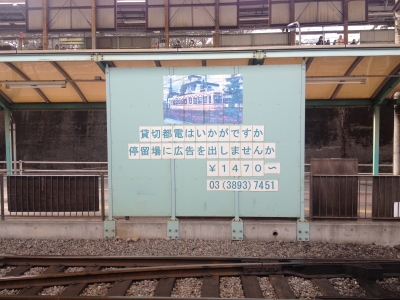 貸切都電はいかがですか
停留場に広告を出しませんか
￥1470〜
03(3893)7451